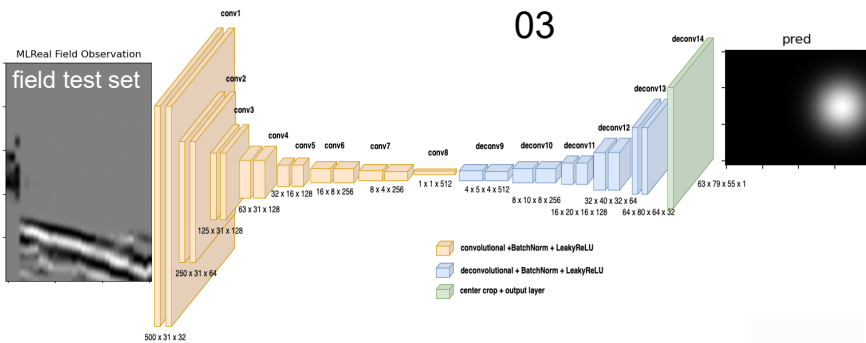 03
MLReal Field Observation
field test set
conv1
conv2
conv3
conv4
conv5
conv6
conv7
conv8
deconv9
deconv10
deconv11
deconv12
deconv13
deconv14
pred
500 x 31 x 32
250 x 31 x 64
125 x 31 x 128
63 x 31 x 128
32 x 16 x 128
16 x 8 x 256
8 x 4 x 256
1 x 1 x 512
4 x 5 x 4 x 512
8 x 10 x 8 x 256
16 x 20 x 16 x 128
32 x 40 x 32 x 64
64 x 80 x 64 x 32
63 x 79 x 55 x 1
convolutional +BatchNorm + LeakyReLU
deconvolutional + BatchNorm + LeakyReLU
center crop + output layer